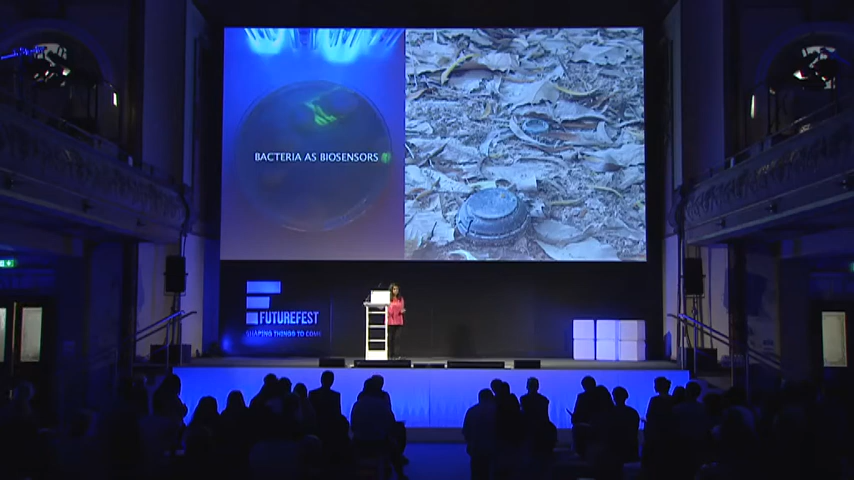 BACTERIA AS BIOSENSORS
FUTUREFEST
SHAPING THINGS TO COME